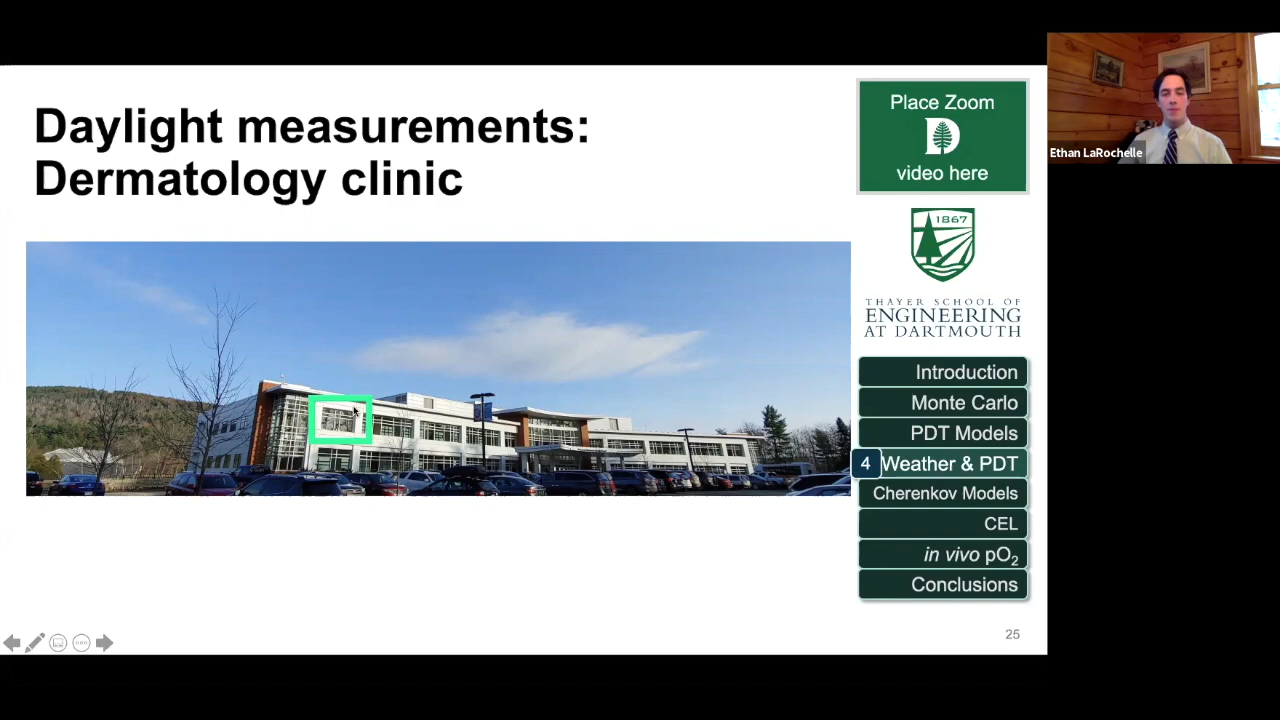 Daylight measurements:
Dermatology clinic
Place Zoom
D
video here
Ethan LaRochelle
1867
THAYER SCHOOL OF
ENGINEERING
AT DARTMOUTH
Introduction
Monte Carlo
PDT Models
4 Weather & PDT
Cherenkov Models
CEL
in vivo pO₂
Conclusions
25